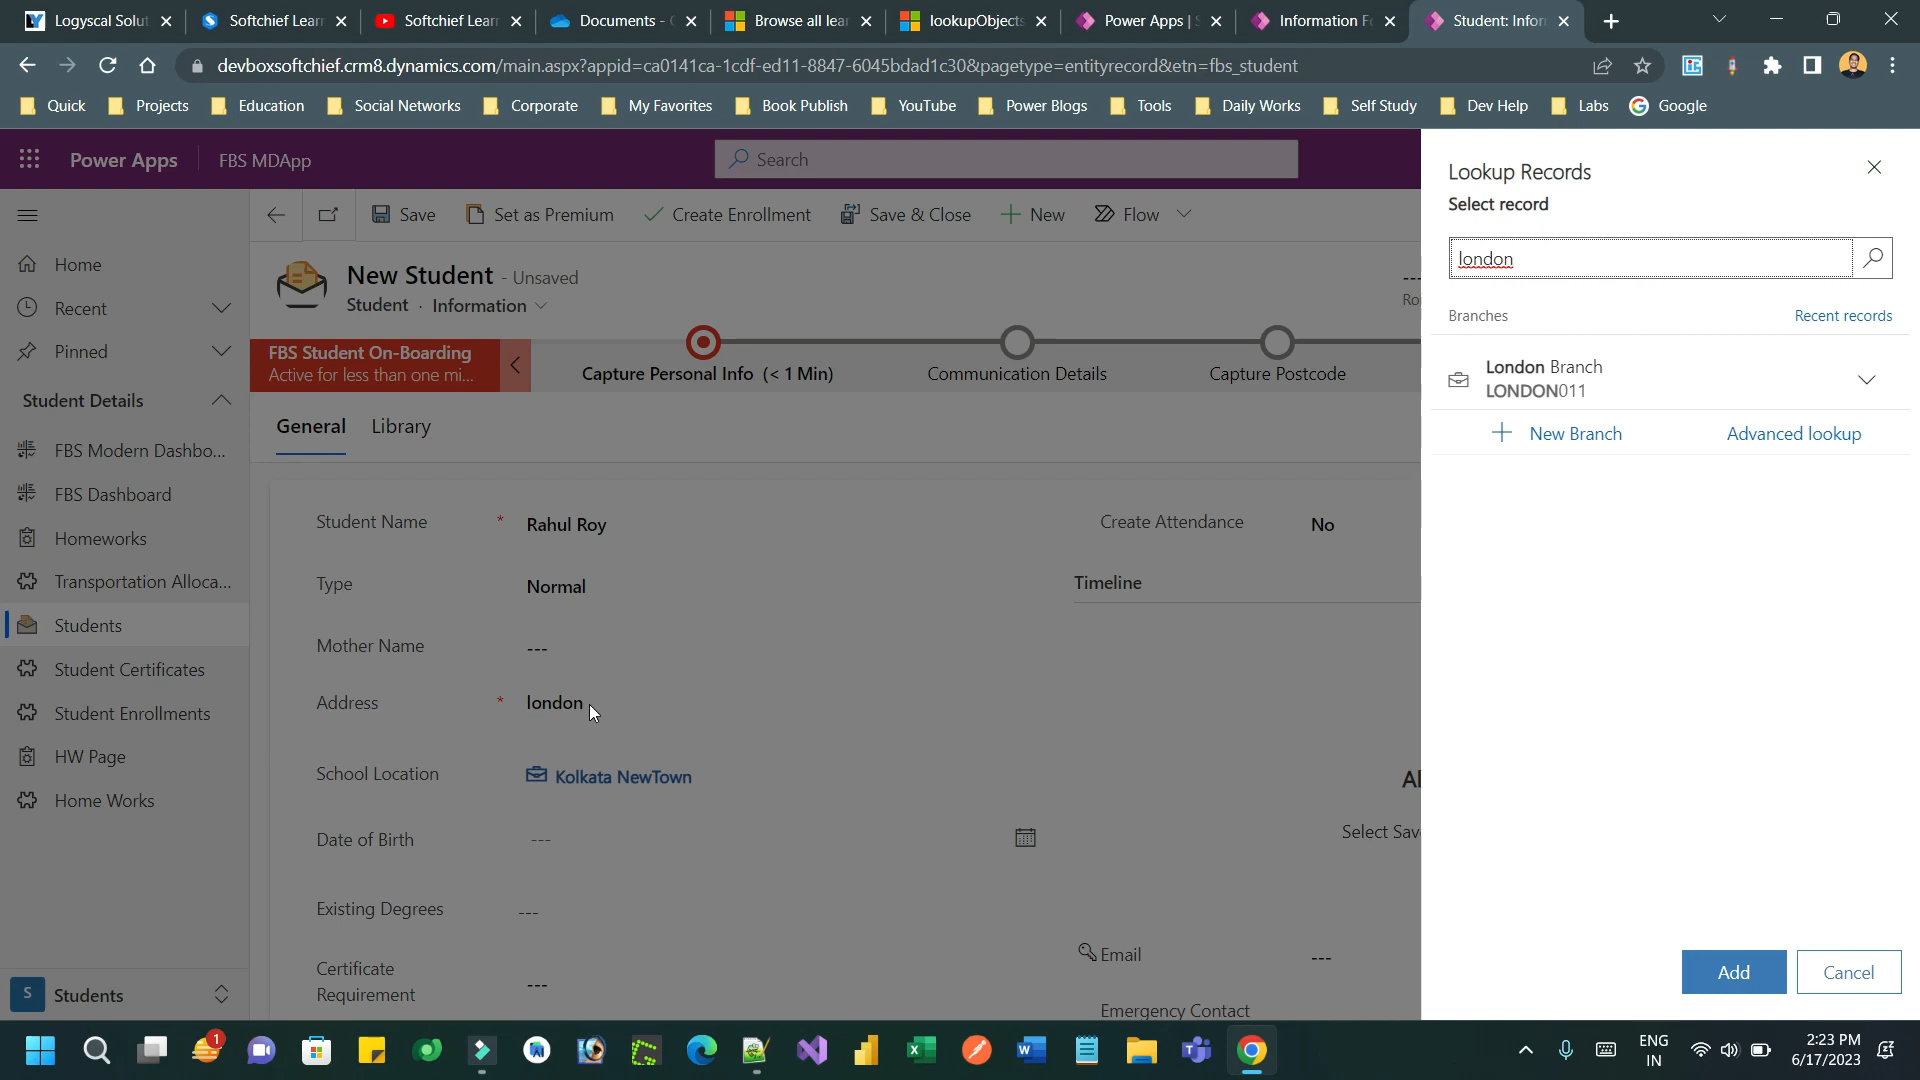 Logyscal Solut
Softchief Lear
Softchief Lear
Documents -
Browse all lear
lookupObjects
Power Apps | S
Information Fo
Student: Infor
devboxsoftchief.crm8.dynamics.com/main.aspx?appid=ca0141ca-1cdf-ed11-8847-6045bdad1c30&pagetype=entityrecord&etn=fbs_student
Quick
Projects
Education
Social Networks
Corporate
My Favorites
Book Publish
YouTube
Power Blogs
Tools
Daily Works
Self Study
Dev Help
Labs
Google
Power Apps
FBS MDApp
Search
Save
Set as Premium
Create Enrollment
Save & Close
New
Flow
Home
Recent
Pinned
Student Details
FBS Modern Dashbo...
FBS Dashboard
Homeworks
Transportation Alloca...
Students
Student Certificates
Student Enrollments
HW Page
Home Works
S Students
New Student - Unsaved
Student · Information
---
Ro
FBS Student On-Boarding
Active for less than one mi...
Capture Personal Info (< 1 Min)
Communication Details
Capture Postcode
General
Library
Student Name * Rahul Roy
Type Normal
Mother Name ---
Address * london
School Location Kolkata NewTown
Date of Birth ---
Existing Degrees ---
Certificate
Requirement ---
Create Attendance No
Timeline
Al
Select Sav
Email ---
Emergency Contact
Lookup Records
Select record
london
Branches
Recent records
London Branch
LONDON011
New Branch
Advanced lookup
Add
Cancel
1
ENG
IN
2:23 PM
6/17/2023